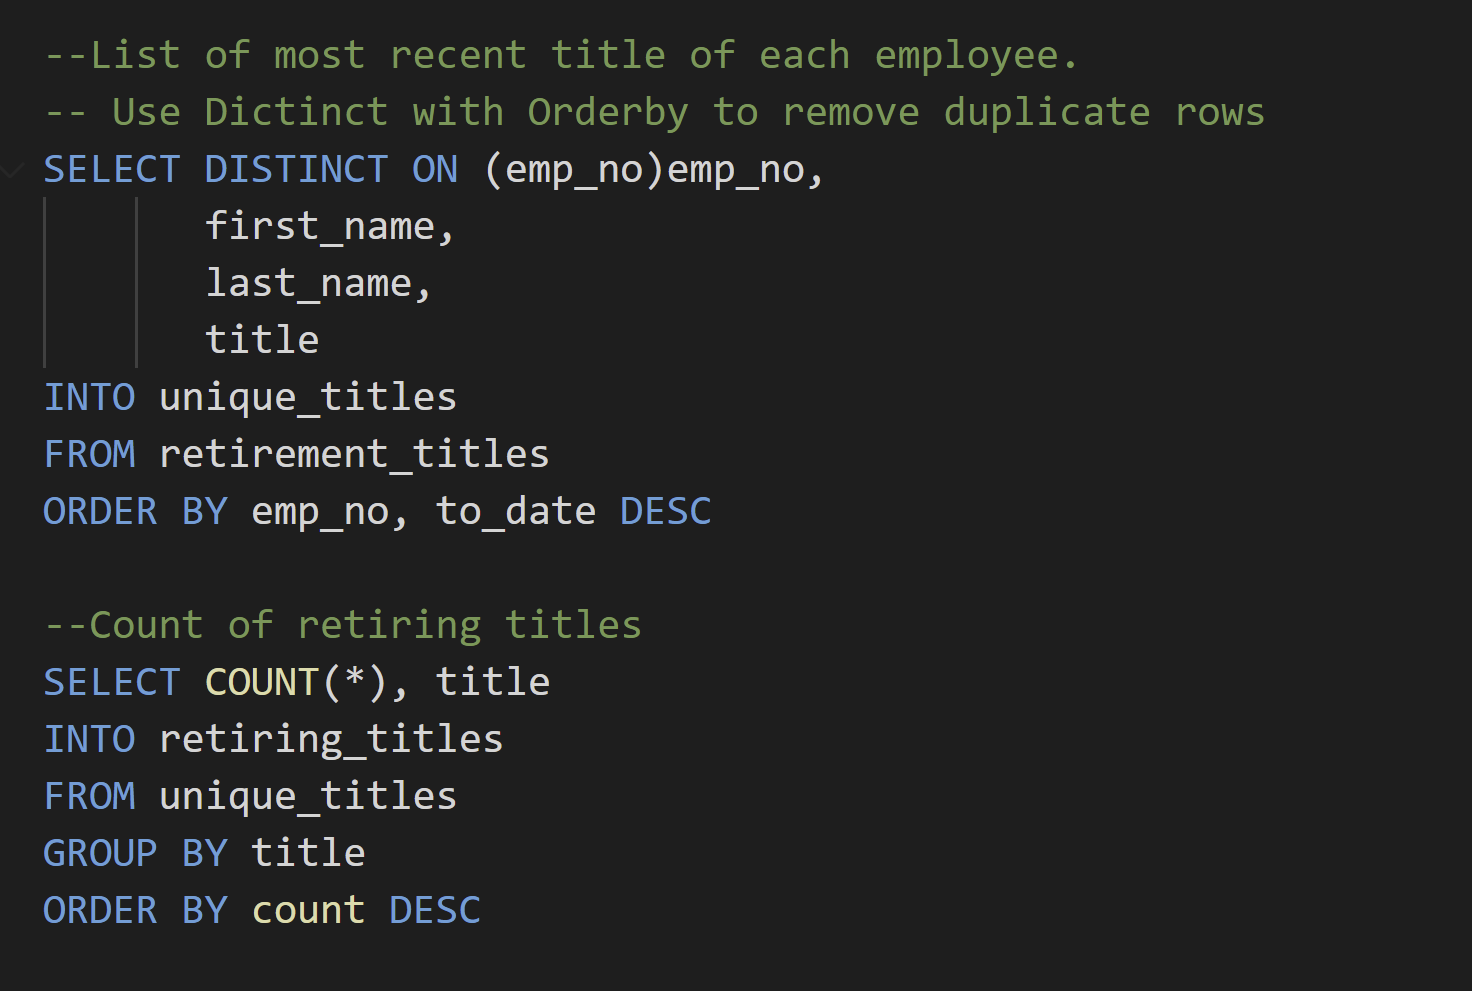 --List of most recent title of each employee.
-- Use Dictinct with Orderby to remove duplicate rows
SELECT DISTINCT ON (emp_no)emp_no,
first_name,
last_name,
title
INTO unique_titles
FROM retirement_titles
ORDER BY emp_no, to_date DESC
--Count of retiring titles
SELECT COUNT(*), title
INTO retiring_titles
FROM unique_titles
GROUP BY title
ORDER BY count DESC